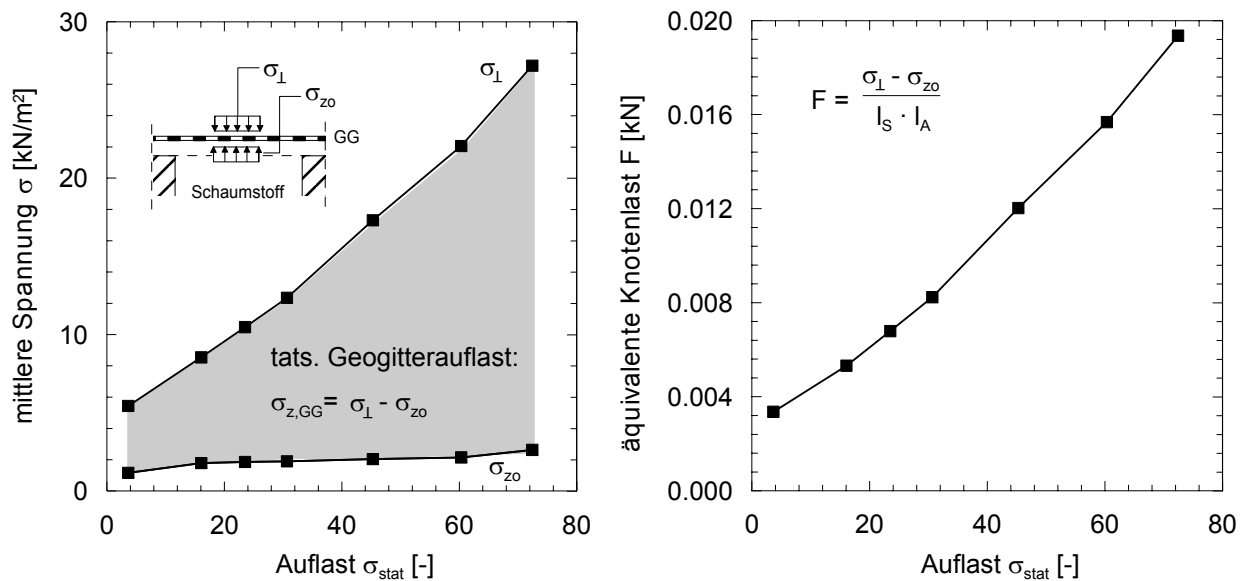 30
20
10
0
mittlere Spannung σ [kN/m²]
σ⊥
σzo
GG
Schaumstoff
σ⊥
tats. Geogitterauflast:
σz,GG= σ⊥ - σzo
σzo
0 20 40 60 80
Auflast σstat [-]
0.020
0.016
0.012
0.008
0.004
0.000
äquivalente Knotenlast F [kN]
F = σ⊥ - σzo
lS · lA
0 20 40 60 80
Auflast σstat [-]